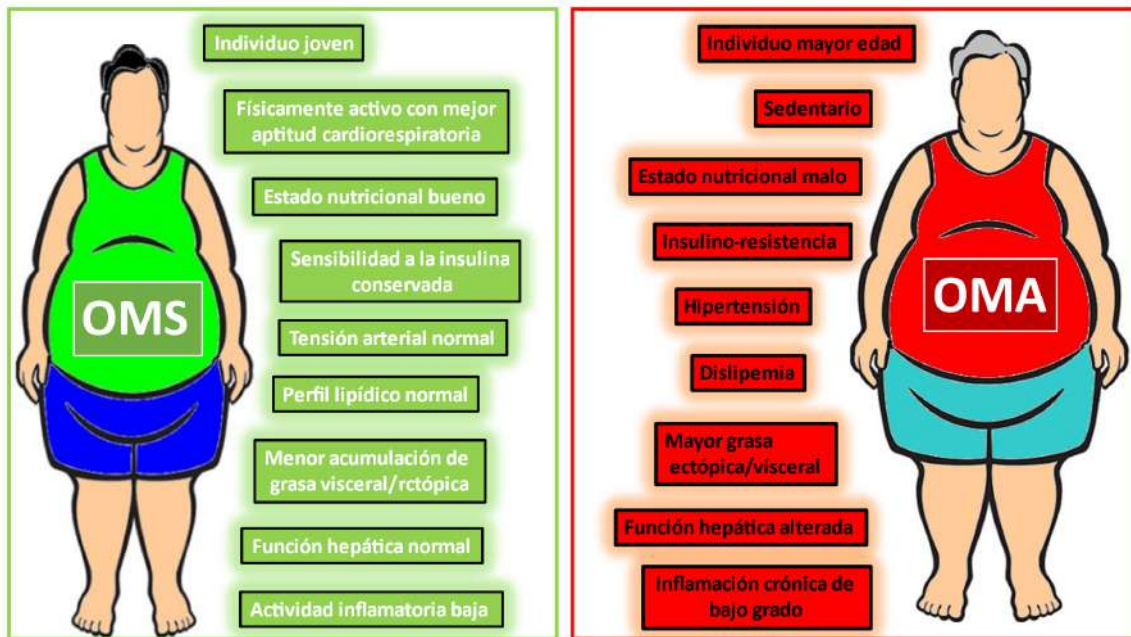 Individuo joven
Físicamente activo con mejor
aptitud cardiorespiratoria
Estado nutricional bueno
Sensibilidad a la insulina
conservada
OMS
Tensión arterial normal
Perfil lipídico normal
Menor acumulación de
grasa visceral/rctópica
Función hepática normal
Actividad inflamatoria baja
Individuo mayor edad
Sedentario
Estado nutricional malo
Insulino-resistencia
OMA
Hipertensión
Dislipemia
Mayor grasa
ectópica/visceral
Función hepática alterada
Inflamación crónica de
bajo grado